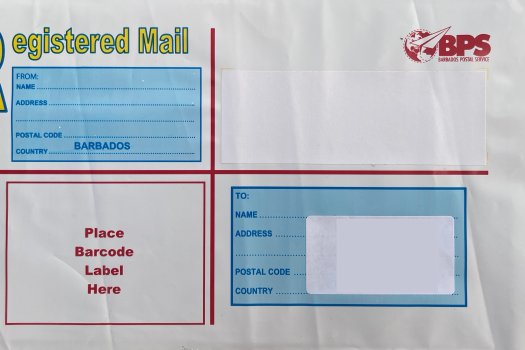 Registered Mail
BPS
BARBADOS POSTAL SERVICE
FROM:
NAME
ADDRESS
POSTAL CODE
COUNTRY BARBADOS
Place
Barcode
Label
Here
TO:
NAME
ADDRESS
POSTAL CODE
COUNTRY